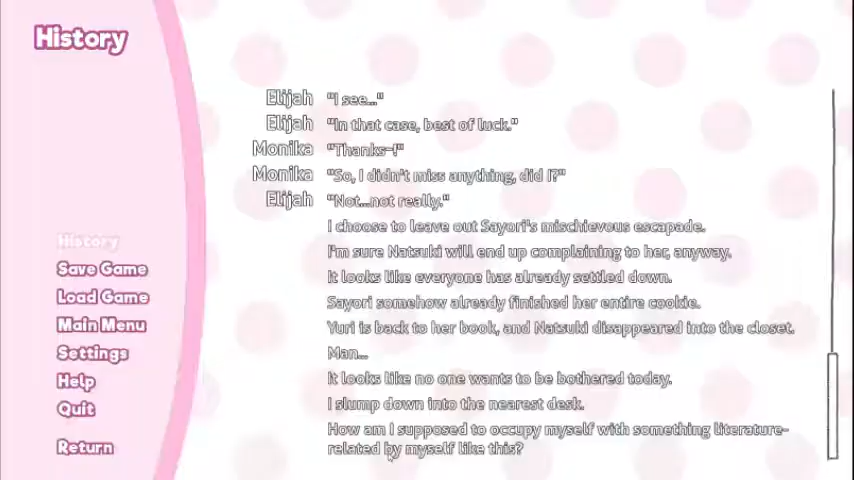 History
Elijah "I see..."
Elijah "In that case, best of luck."
Monika "Thanks~!"
Monika "So, I didn't miss anything, did I?"
Elijah "Not...not really."
I choose to leave out Sayori's mischievous escapade.
I'm sure Natsuki will end up complaining to her, anyway.
It looks like everyone has already settled down.
Sayori somehow already finished her entire cookie.
Yuri is back to her book, and Natsuki disappeared into the closet.
Man...
It looks like no one wants to be bothered today.
I slump down into the nearest desk.
How am I supposed to occupy myself with something literature-
related by myself like this?
History
Save Game
Load Game
Main Menu
Settings
Help
Quit
Return